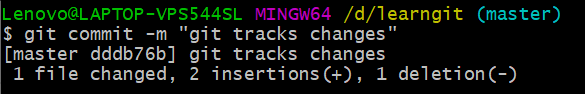 Lenovo@LAPTOP-VPS544SL MINGW64 /d/learngit (master)
$ git commit -m "git tracks changes"
[master dddb76b] git tracks changes
1 file changed, 2 insertions(+), 1 deletion(-)